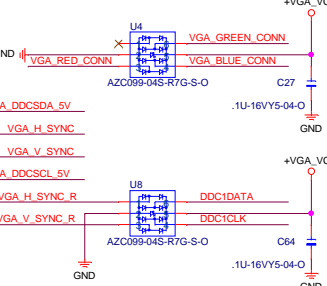 +VGA_VC
U4
VGA_GREEN_CONN
ND
VGA_RED_CONN
VGA_BLUE_CONN
AZC099-04S-R7G-S-O
C27
A_DDCSDA_5V
.1U-16VY5-04-O
VGA_H_SYNC
GND
VGA_V_SYNC
+VGA_VC
A_DDCSCL_5V
U8
VGA_H_SYNC_R
DDC1DATA
VGA_V_SYNC_R
DDC1CLK
AZC099-04S-R7G-S-O
C64
.1U-16VY5-04-O
GND
GND